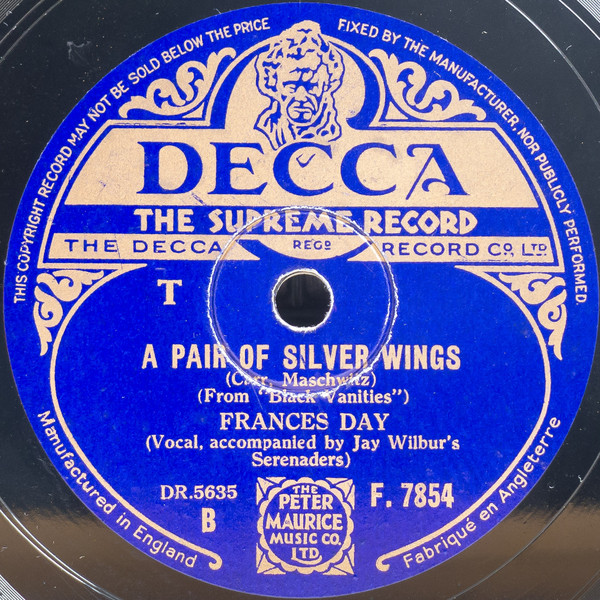 THIS COPYRIGHT RECORD MAY NOT BE SOLD BELOW THE PRICE FIXED BY THE MANUFACTURER, NOR PUBLICLY PERFORMED.
DECCA
THE SUPREME RECORD
THE DECCA REGD RECORD CO LTD.
T
A PAIR OF SILVER WINGS
(Carr, Maschwitz)
(From "Black Vanities")
FRANCES DAY
(Vocal, accompanied by Jay Wilbur's
Serenaders)
DR.5635
B
THE
PETER
MAURICE
MUSIC CO.
LTD
F. 7854
Manufactured in England
Fabriqué en Angleterre